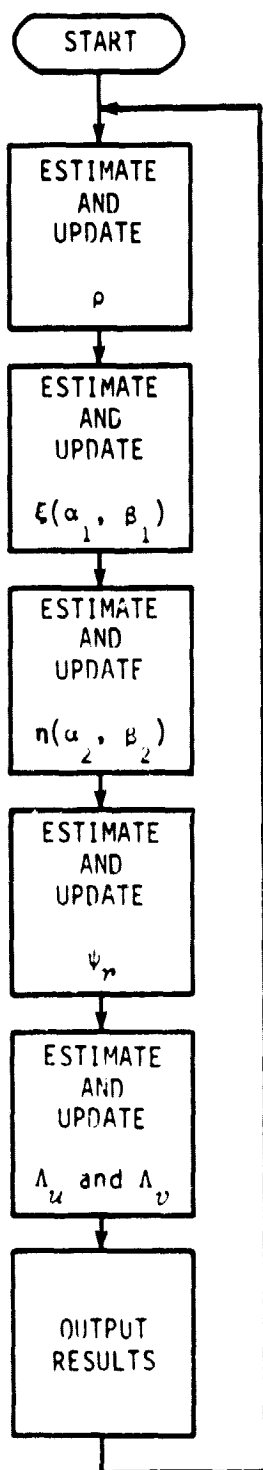 START
ESTIMATE
AND
UPDATE
ρ
ESTIMATE
AND
UPDATE
ξ(α₁, β₁)
ESTIMATE
AND
UPDATE
η(α₂, β₂)
ESTIMATE
AND
UPDATE
ψᵣ
ESTIMATE
AND
UPDATE
Λᵤ and Λᵥ
OUTPUT
RESULTS